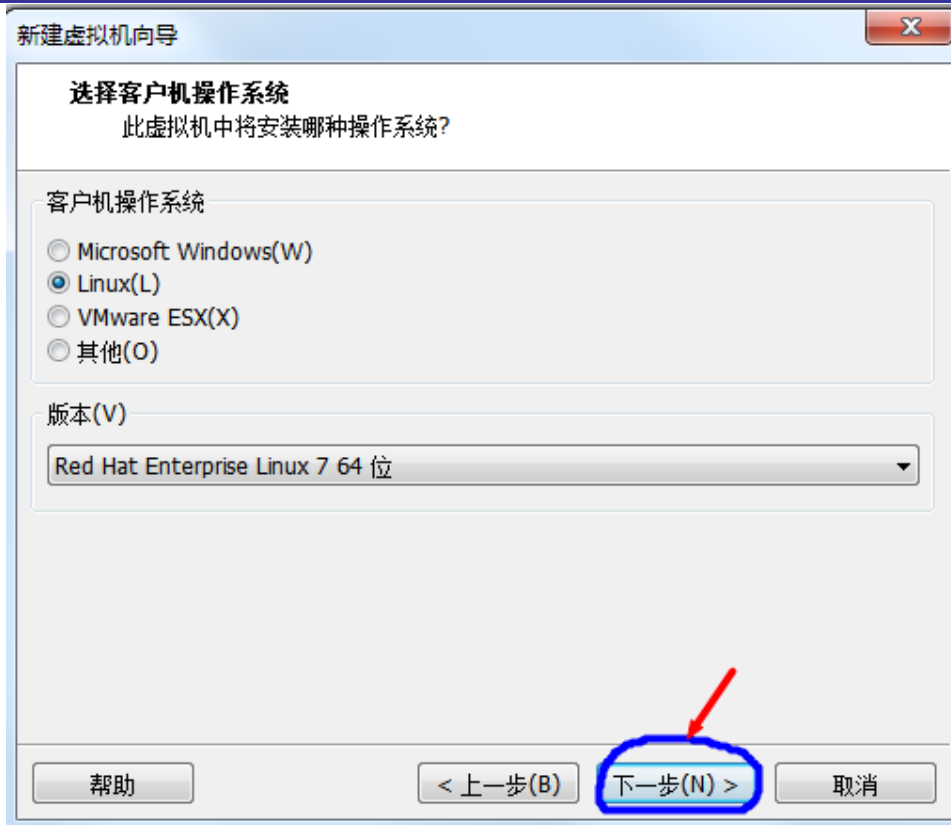 新建虚拟机向导
选择客户机操作系统
此虚拟机中将安装哪种操作系统?
客户机操作系统
Microsoft Windows(W)
Linux(L)
VMware ESX(X)
其他(O)
版本(V)
Red Hat Enterprise Linux 7 64 位
帮助
< 上一步(B)
下一步(N) >
取消